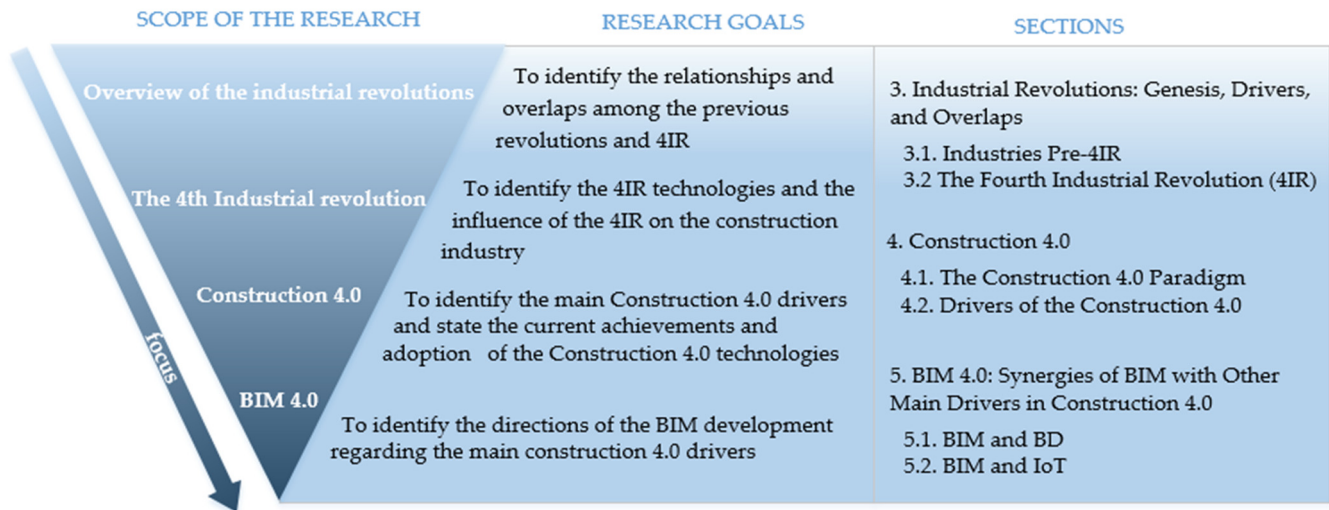 SCOPE OF THE RESEARCH
RESEARCH GOALS
SECTIONS
focus
Overview of the industrial revolutions
The 4th Industrial revolution
Construction 4.0
BIM 4.0
To identify the relationships and
overlaps among the previous
revolutions and 4IR
To identify the 4IR technologies and the
influence of the 4IR on the construction
industry
To identify the main Construction 4.0 drivers
and state the current achievements and
adoption of the Construction 4.0 technologies
To identify the directions of the BIM development
regarding the main construction 4.0 drivers
3. Industrial Revolutions: Genesis, Drivers,
and Overlaps
3.1. Industries Pre-4IR
3.2 The Fourth Industrial Revolution (4IR)
4. Construction 4.0
4.1. The Construction 4.0 Paradigm
4.2. Drivers of the Construction 4.0
5. BIM 4.0: Synergies of BIM with Other
Main Drivers in Construction 4.0
5.1. BIM and BD
5.2. BIM and IoT